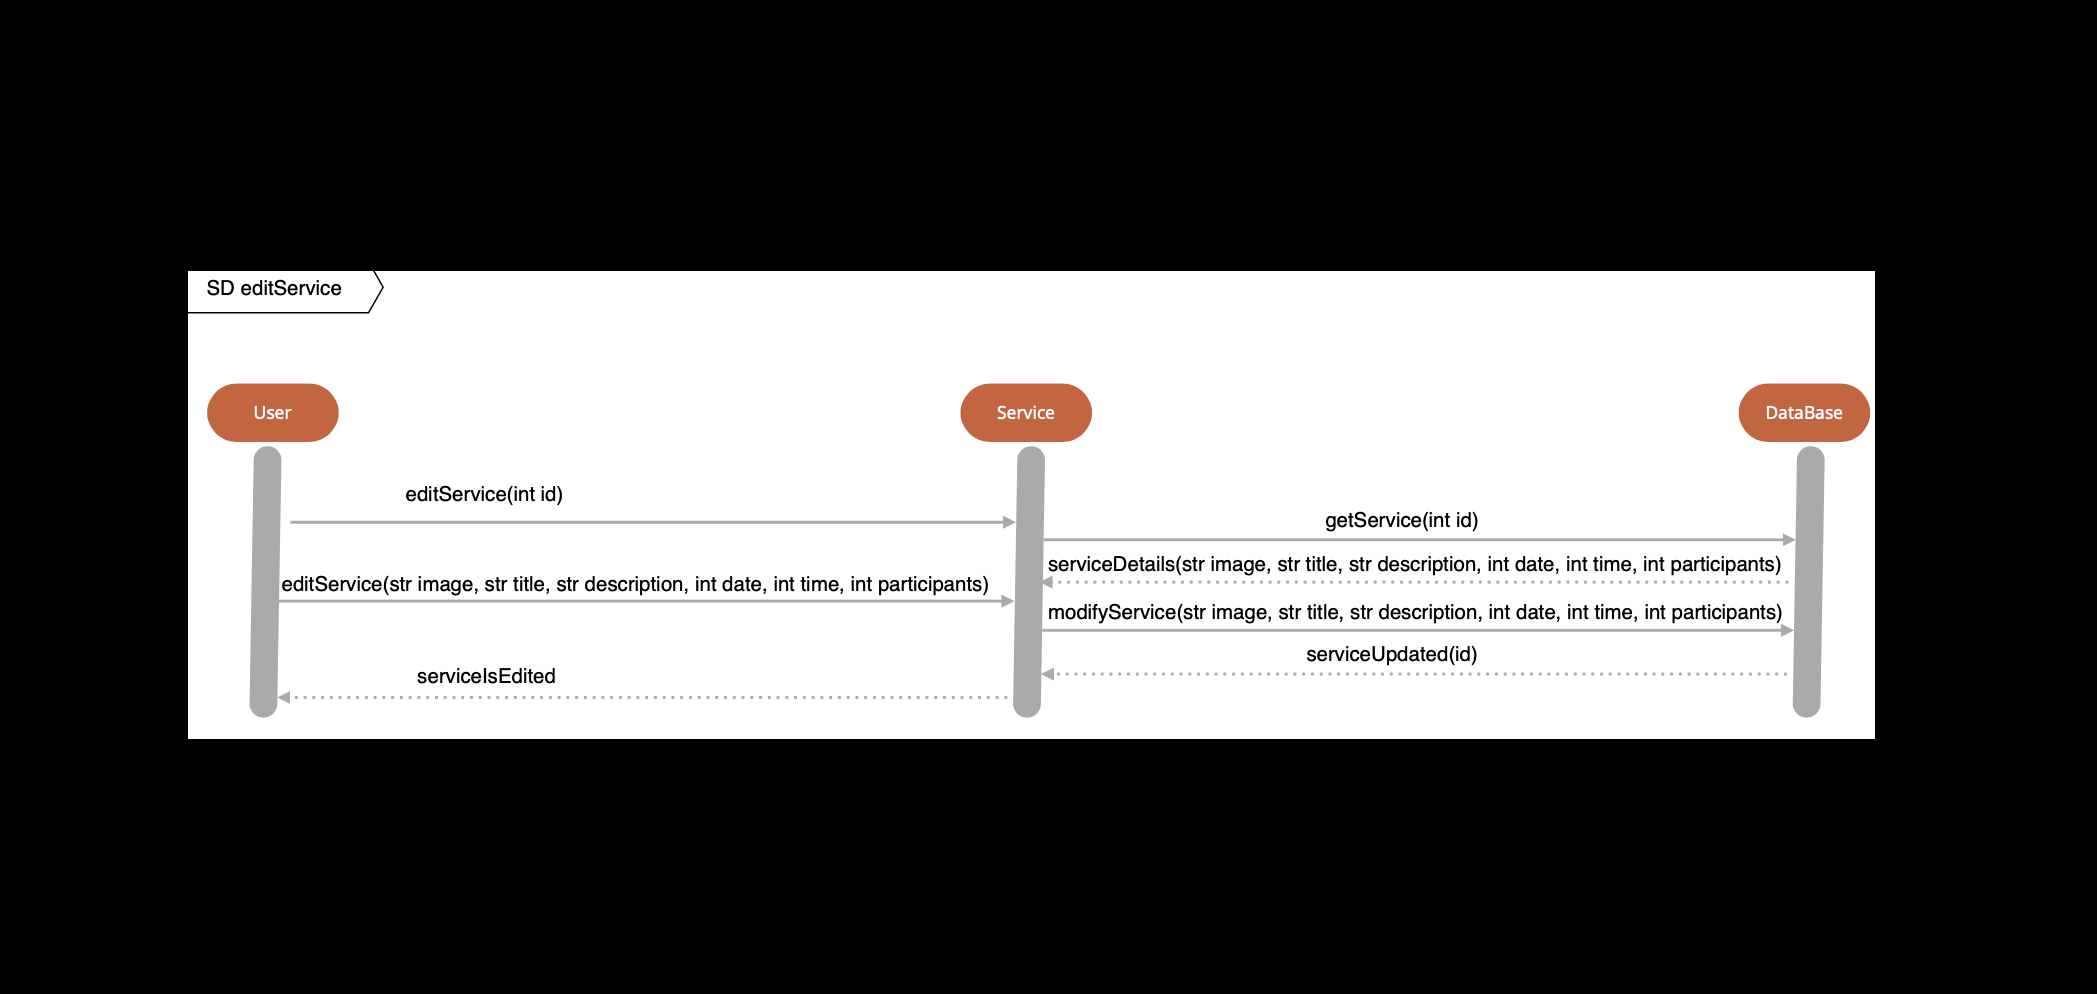 SD editService
User
Service
DataBase
editService(int id)
getService(int id)
serviceDetails(str image, str title, str description, int date, int time, int participants)
editService(str image, str title, str description, int date, int time, int participants)
modifyService(str image, str title, str description, int date, int time, int participants)
serviceUpdated(id)
serviceIsEdited